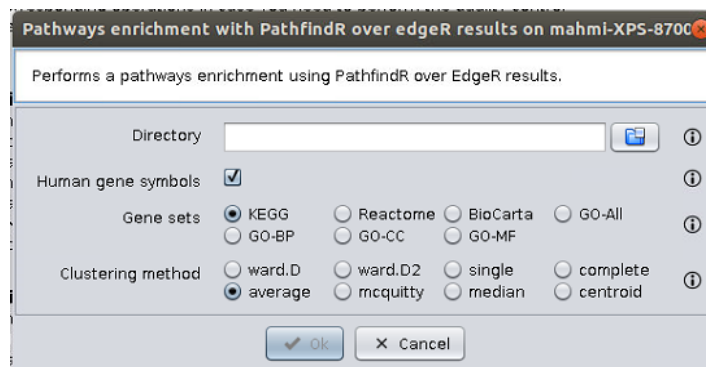 Pathways enrichment with PathfindR over edgeR results on mahmi-XPS-8700
Performs a pathways enrichment using PathfindR over EdgeR results.
Directory
Human gene symbols
Gene sets
KEGG Reactome BioCarta GO-All
GO-BP GO-CC GO-MF
Clustering method
ward.D ward.D2 single complete
average mcquitty median centroid
Ok Cancel